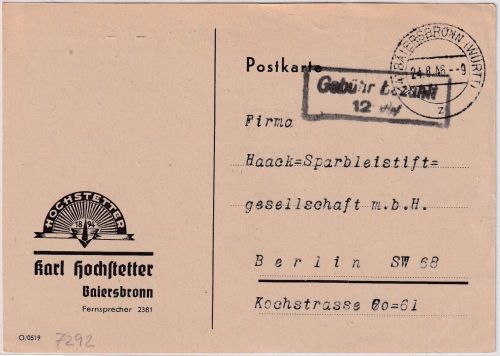 HOCHSTETTER
1894
Karl Hochstetter
Baiersbronn
Fernsprecher 2381
O/0519
7292
Postkarte
BAIERSBRONN (WÜRTT)
24.8.46.--9
z
Gebühr bezahlt
12
Firma
Haack=Sparbleistift=
gesellschaft m.b.H.
Berlin SW 68
Kochstrasse 60=61